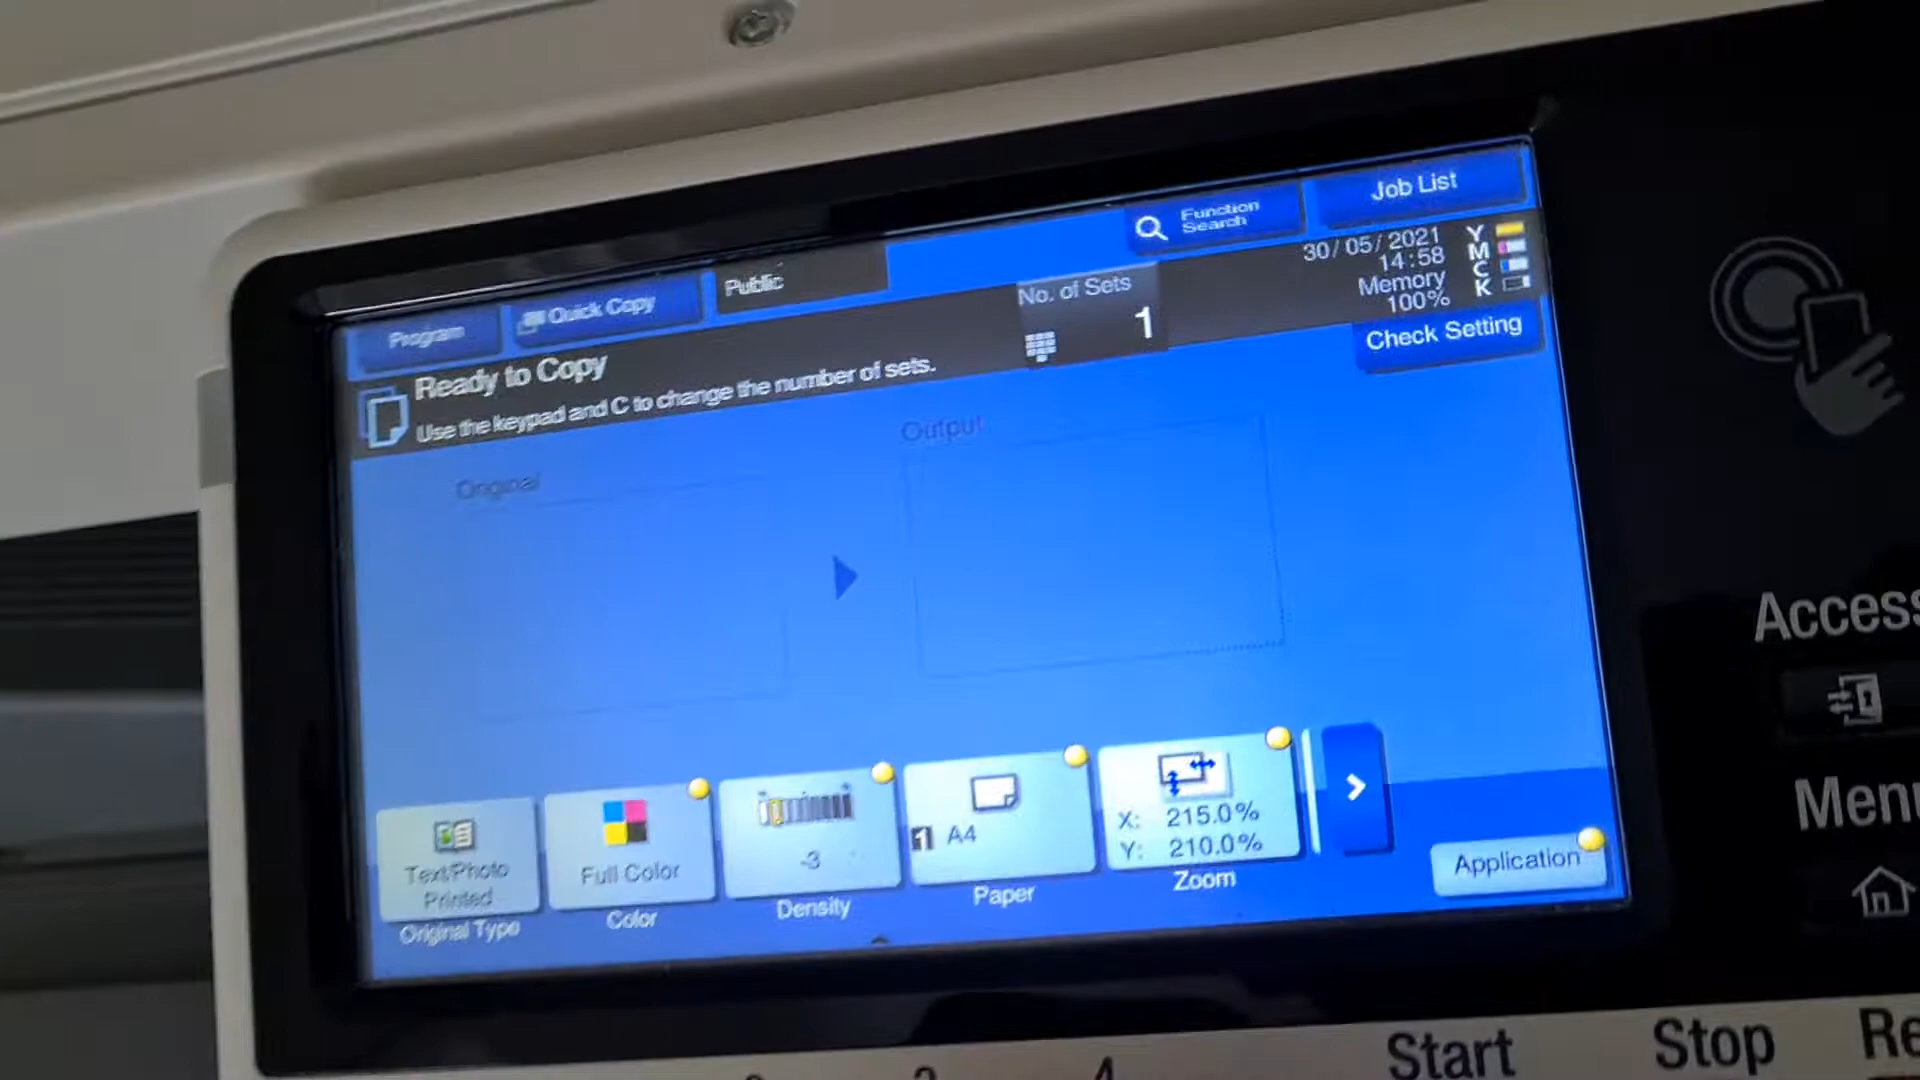 Job List
Function
Search
30/05/2021
14:58
Memory
100%
Y
M
C
K
Program
Quick Copy
Public
No. of Sets
1
Check Setting
Ready to Copy
Use the keypad and C to change the number of sets.
Original
Output
Text/Photo
Printed
Original Type
Full Color
Color
-3
Density
1 A4
Paper
X: 215.0%
Y: 210.0%
Zoom
Application
Access
Menu
Start
Stop
Re